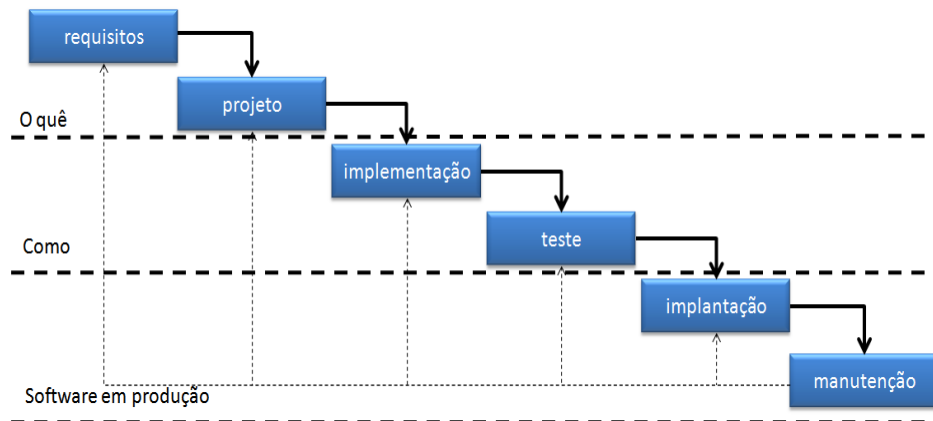 requisitos
projeto
O quê
implementação
teste
Como
implantação
manutenção
Software em produção